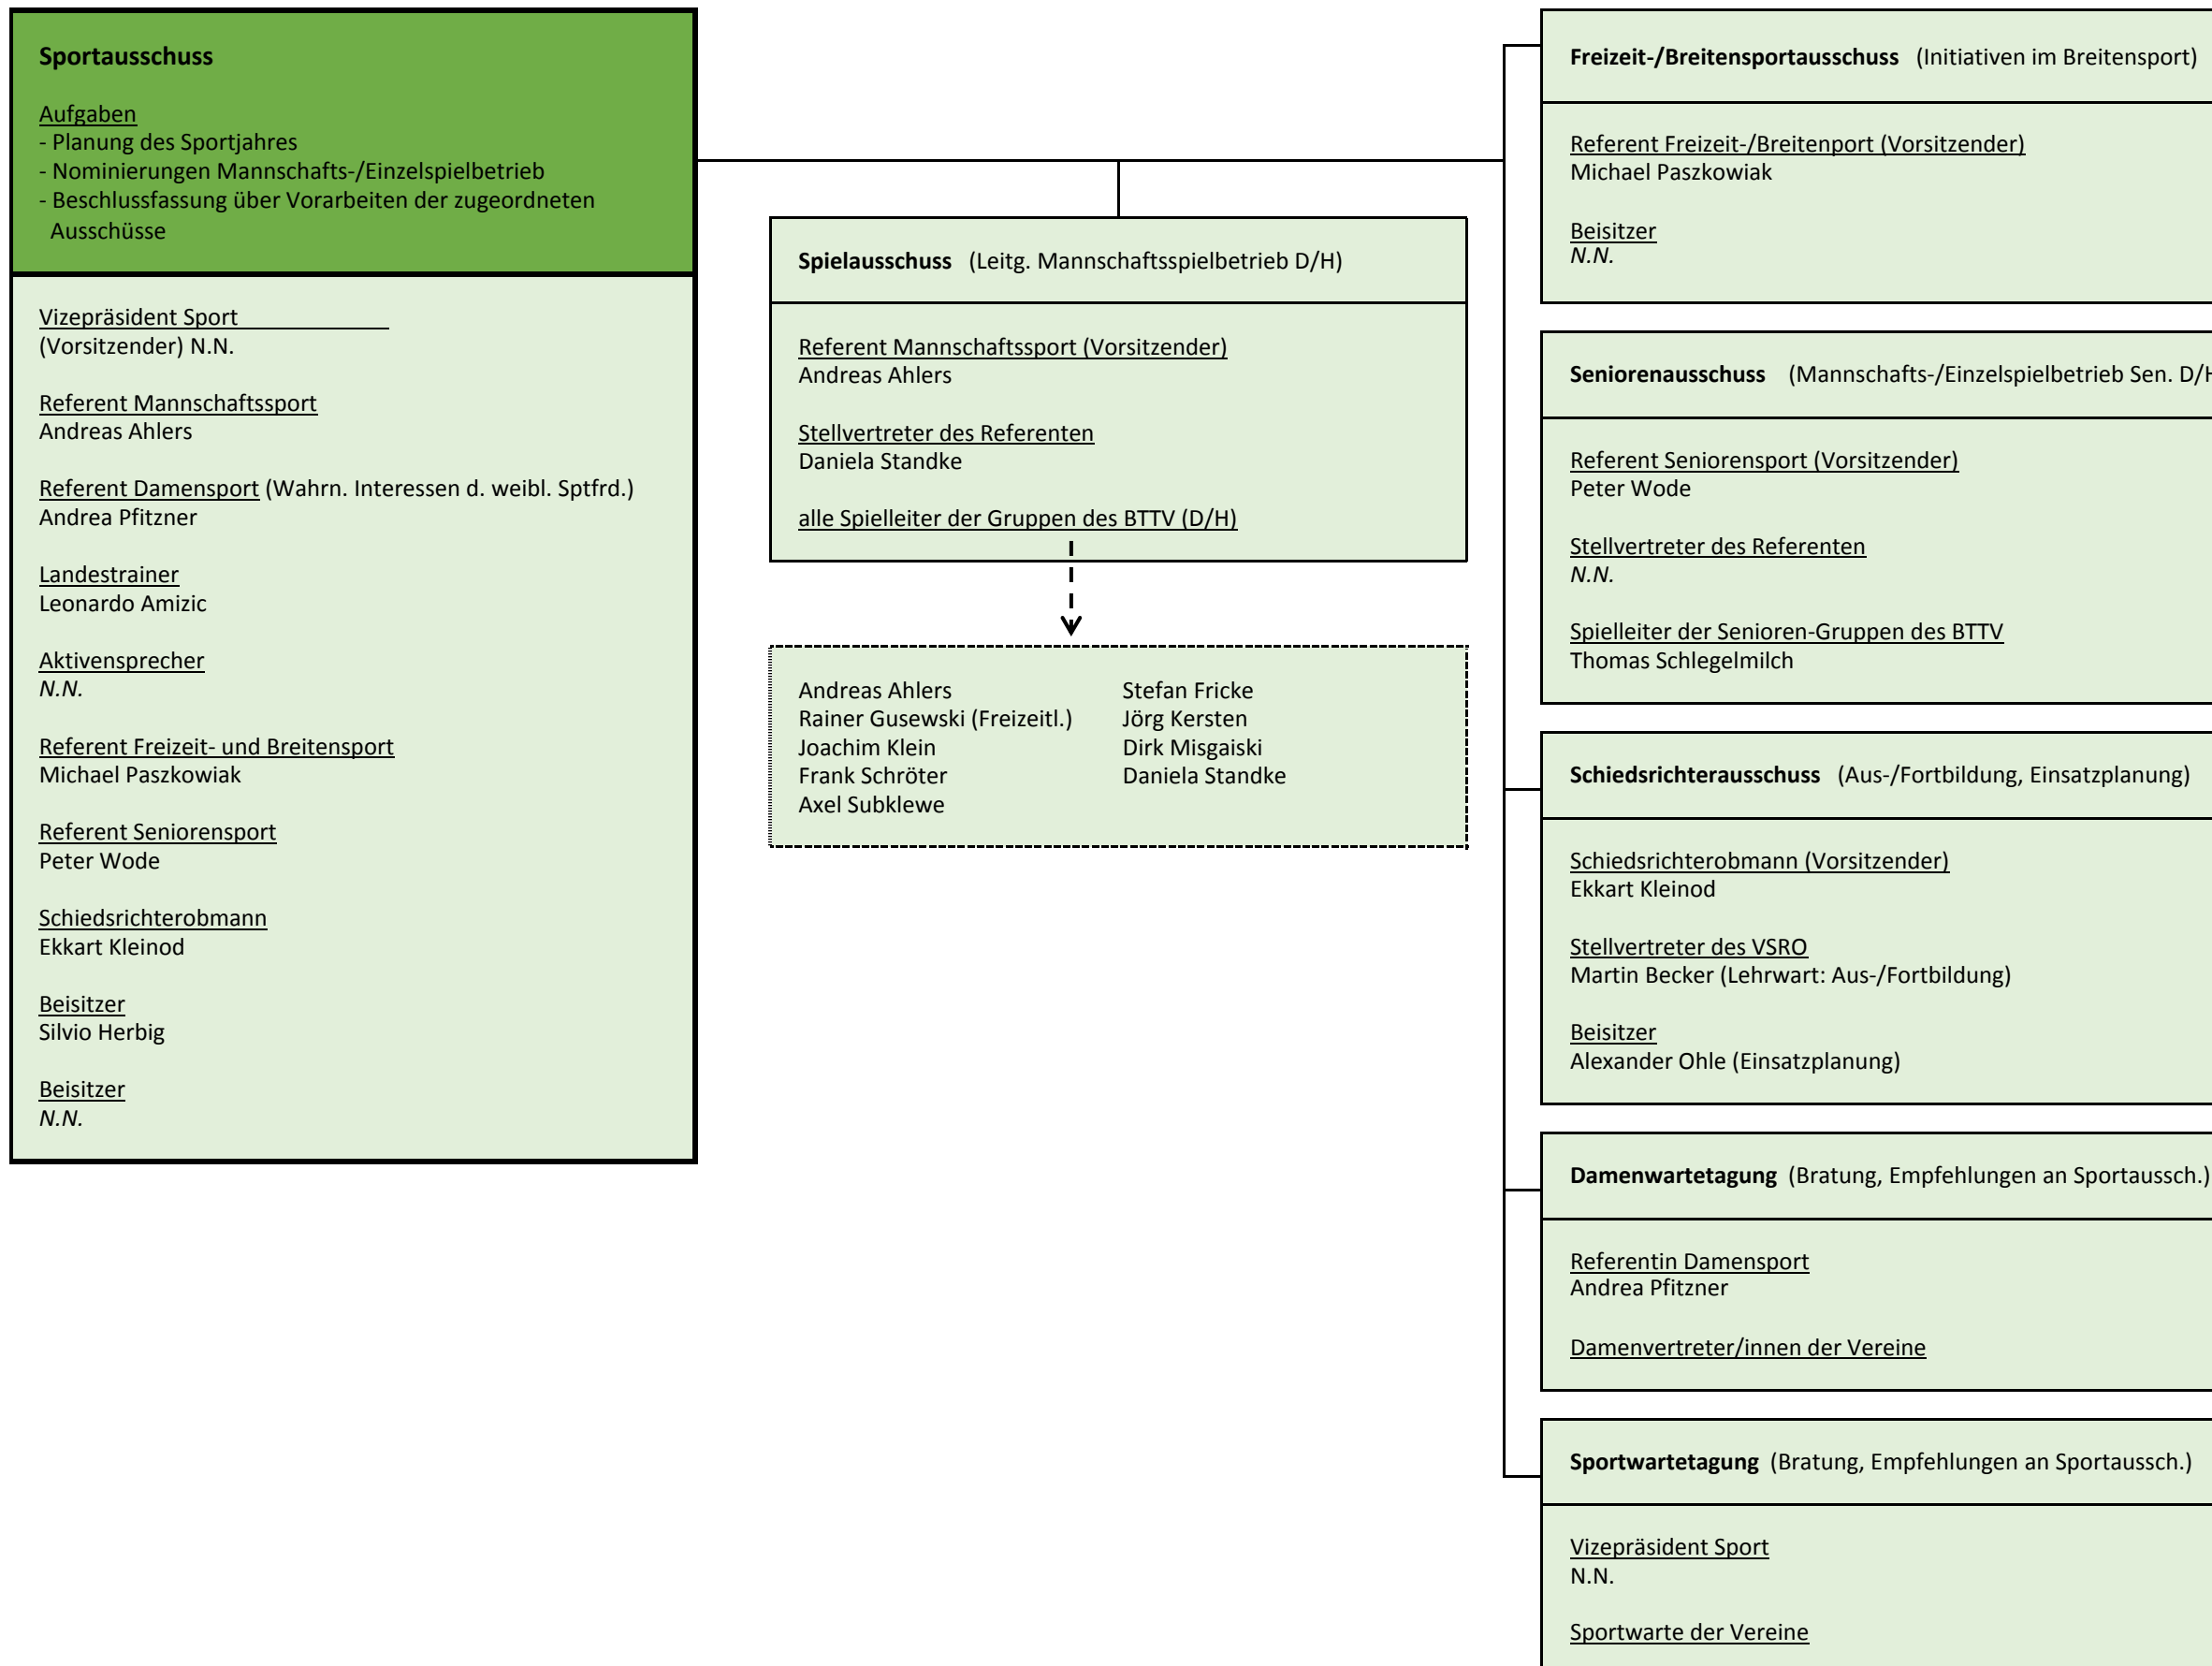 Sportausschuss
Aufgaben
- Planung des Sportjahres
- Nominierungen Mannschafts-/Einzelspielbetrieb
- Beschlussfassung über Vorarbeiten der zugeordneten
Ausschüsse
Vizepräsident Sport
(Vorsitzender) N.N.
Referent Mannschaftssport
Andreas Ahlers
Referent Damensport (Wahrn. Interessen d. weibl. Sptfrd.)
Andrea Pfitzner
Landestrainer
Leonardo Amizic
Aktivensprecher
N.N.
Referent Freizeit- und Breitensport
Michael Paszkowiak
Referent Seniorensport
Peter Wode
Schiedsrichterobmann
Ekkart Kleinod
Beisitzer
Silvio Herbig
Beisitzer
N.N.
Spielausschuss (Leitg. Mannschaftsspielbetrieb D/H)
Referent Mannschaftssport (Vorsitzender)
Andreas Ahlers
Stellvertreter des Referenten
Daniela Standke
alle Spielleiter der Gruppen des BTTV (D/H)
Andreas Ahlers
Rainer Gusewski (Freizeitl.)
Joachim Klein
Frank Schröter
Axel Subklewe
Stefan Fricke
Jörg Kersten
Dirk Misgaiski
Daniela Standke
Freizeit-/Breitensportausschuss (Initiativen im Breitensport)
Referent Freizeit-/Breitenport (Vorsitzender)
Michael Paszkowiak
Beisitzer
N.N.
Seniorenausschuss (Mannschafts-/Einzelspielbetrieb Sen. D/H
Referent Seniorensport (Vorsitzender)
Peter Wode
Stellvertreter des Referenten
N.N.
Spielleiter der Senioren-Gruppen des BTTV
Thomas Schlegelmilch
Schiedsrichterausschuss (Aus-/Fortbildung, Einsatzplanung)
Schiedsrichterobmann (Vorsitzender)
Ekkart Kleinod
Stellvertreter des VSRO
Martin Becker (Lehrwart: Aus-/Fortbildung)
Beisitzer
Alexander Ohle (Einsatzplanung)
Damenwartetagung (Bratung, Empfehlungen an Sportaussch.)
Referentin Damensport
Andrea Pfitzner
Damenvertreter/innen der Vereine
Sportwartetagung (Bratung, Empfehlungen an Sportaussch.)
Vizepräsident Sport
N.N.
Sportwarte der Vereine